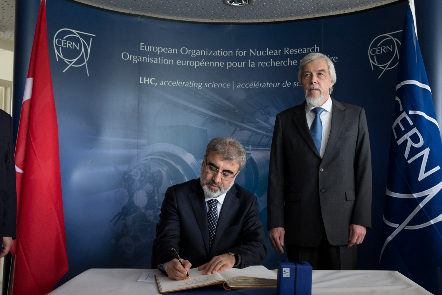 CERN
CERN
European Organization for Nuclear Research
Organisation européenne pour la recherche
LHC, accelerating science | accélérateur de
CERN